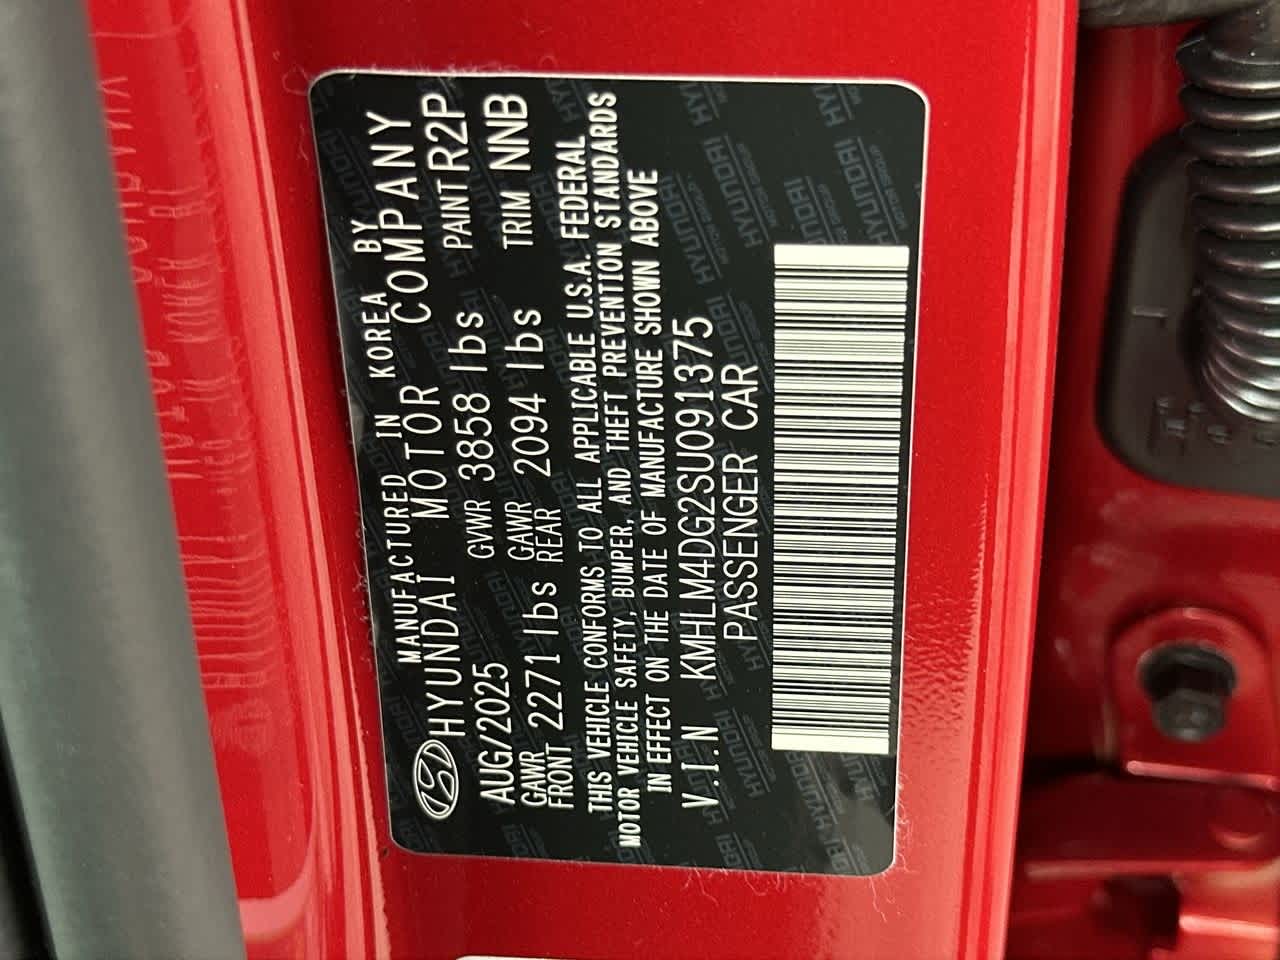 MANUFACTURED IN KOREA BY
HYUNDAI MOTOR COMPANY
AUG/2025 GVWR 3858 lbs PAINT R2P
GAWR FRONT 2271 lbs GAWR REAR 2094 lbs TRIM NNB
THIS VEHICLE CONFORMS TO ALL APPLICABLE U.S.A. FEDERAL
MOTOR VEHICLE SAFETY, BUMPER, AND THEFT PREVENTION STANDARDS
IN EFFECT ON THE DATE OF MANUFACTURE SHOWN ABOVE
V.I.N KMHLM4DG2SU091375
PASSENGER CAR